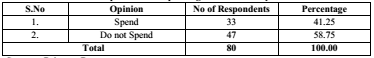 S.No Opinion No of Respondents Percentage
1. Spend 33 41.25
2. Do not Spend 47 58.75
Total 80 100.00